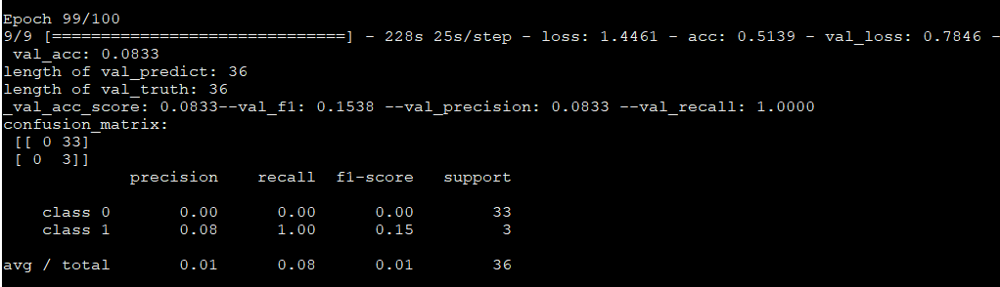 Epoch 99/100
9/9 [==============================] - 228s 25s/step - loss: 1.4461 - acc: 0.5139 - val_loss: 0.7846 -
 val_acc: 0.0833
length of val_predict: 36
length of val_truth: 36
_val_acc_score: 0.0833--val_f1: 0.1538 --val_precision: 0.0833 --val_recall: 1.0000
confusion_matrix:
 [[ 0 33]
 [ 0  3]]
             precision    recall  f1-score   support
    class 0       0.00      0.00      0.00        33
    class 1       0.08      1.00      0.15         3
avg / total       0.01      0.08      0.01        36